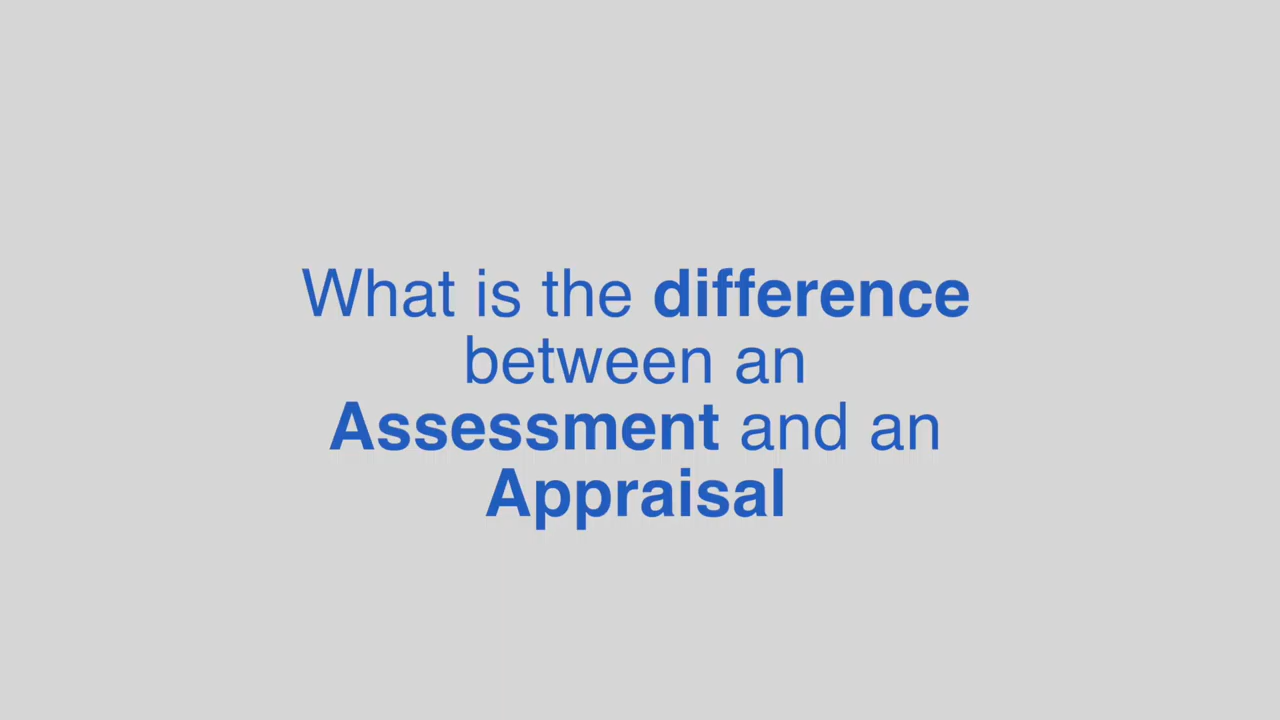 What is the difference
between an
Assessment and an
Appraisal